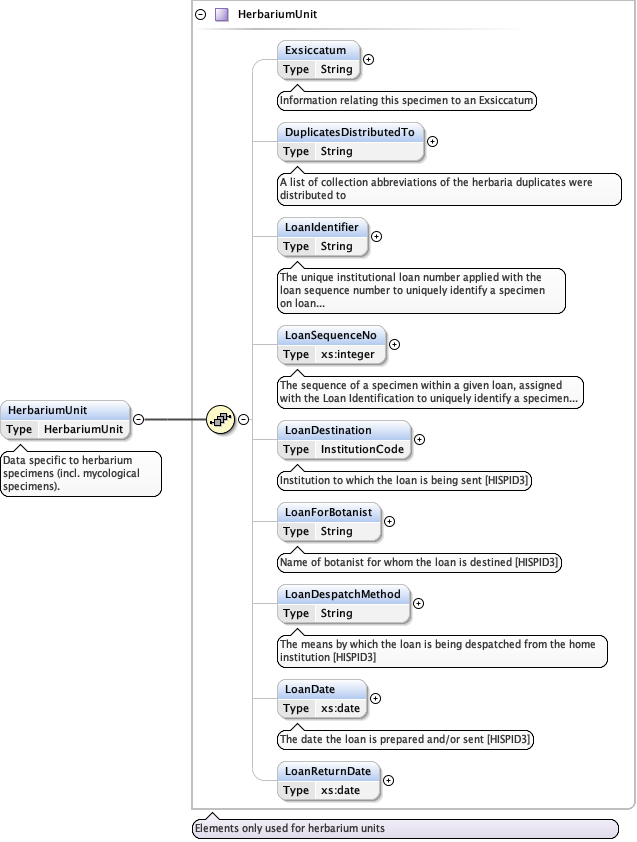 HerbariumUnit
Exsiccatum
Type String
Information relating this specimen to an Exsiccatum
DuplicatesDistributedTo
Type String
A list of collection abbreviations of the herbaria duplicates were
distributed to
LoanIdentifier
Type String
The unique institutional loan number applied with the
loan sequence number to uniquely identify a specimen
on loan...
LoanSequenceNo
Type xs:integer
The sequence of a specimen within a given loan, assigned
with the Loan Identification to uniquely identify a specimen...
HerbariumUnit
Type HerbariumUnit
Data specific to herbarium
specimens (incl. mycological
specimens).
LoanDestination
Type InstitutionCode
Institution to which the loan is being sent [HISPID3]
LoanForBotanist
Type String
Name of botanist for whom the loan is destined [HISPID3]
LoanDespatchMethod
Type String
The means by which the loan is being despatched from the home
institution [HISPID3]
LoanDate
Type xs:date
The date the loan is prepared and/or sent [HISPID3]
LoanReturnDate
Type xs:date
Elements only used for herbarium units